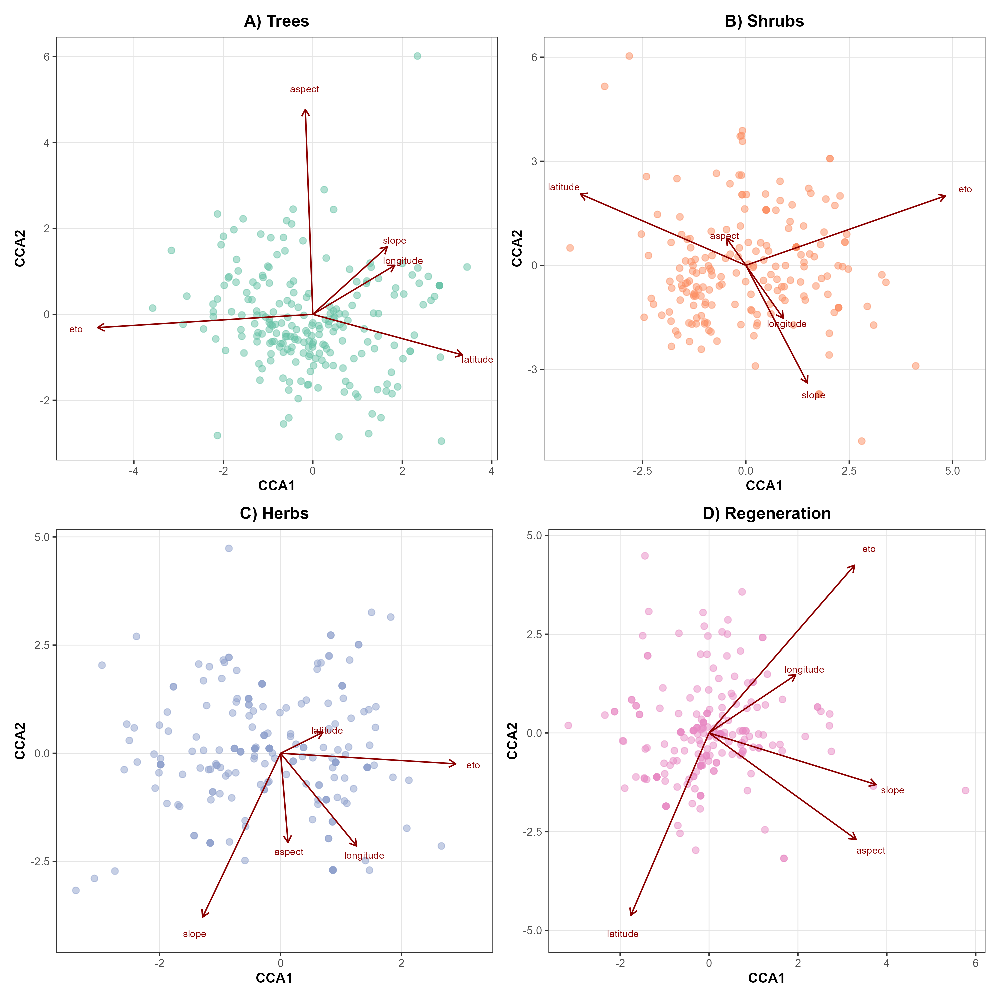 A) Trees
6
4
2
0
-2
CCA2
aspect
slope
longitude
eto
latitude
-4
-2
0
2
4
CCA1
B) Shrubs
6
3
0
-3
CCA2
latitude
eto
aspect
longitude
slope
-2.5
0.0
2.5
5.0
CCA1
C) Herbs
5.0
2.5
0.0
-2.5
CCA2
latitude
eto
aspect
longitude
slope
-2
0
2
CCA1
D) Regeneration
5.0
2.5
0.0
-2.5
-5.0
CCA2
eto
longitude
slope
aspect
latitude
-2
0
2
4
6
CCA1